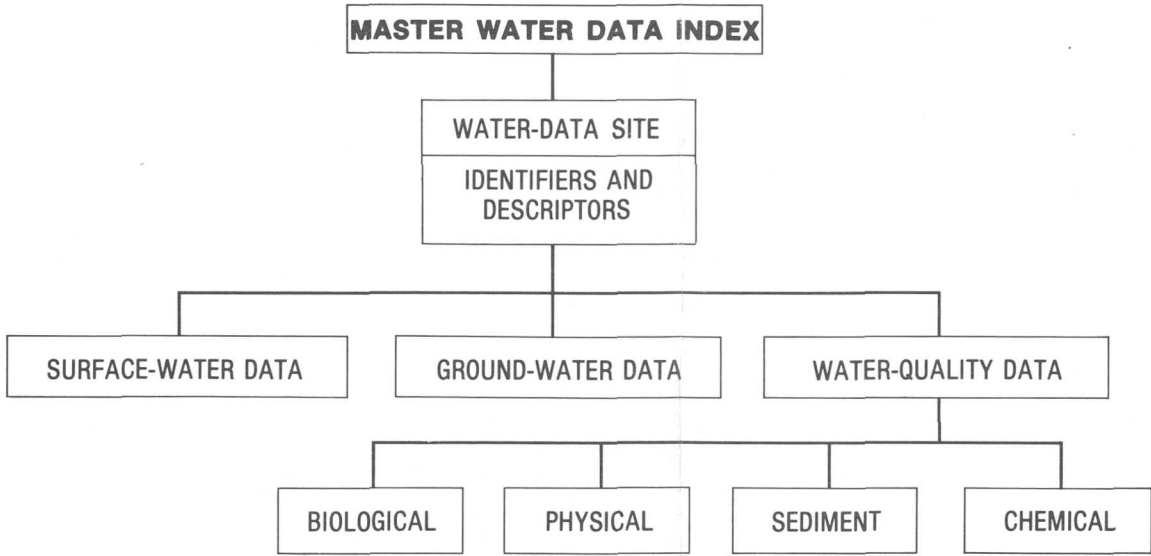 MASTER WATER DATA INDEX
WATER-DATA SITE
IDENTIFIERS AND
DESCRIPTORS
SURFACE-WATER DATA
GROUND-WATER DATA
WATER-QUALITY DATA
BIOLOGICAL
PHYSICAL
SEDIMENT
CHEMICAL